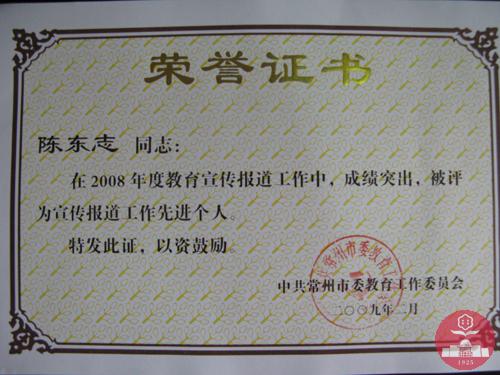 荣誉证书
陈东志 同志:
在2008年度教育宣传报道工作中,成绩突出,被评
为宣传报道工作先进个人。
特发此证,以资鼓励
中共常州市委教育工作委员会
二〇〇九年二月
1925